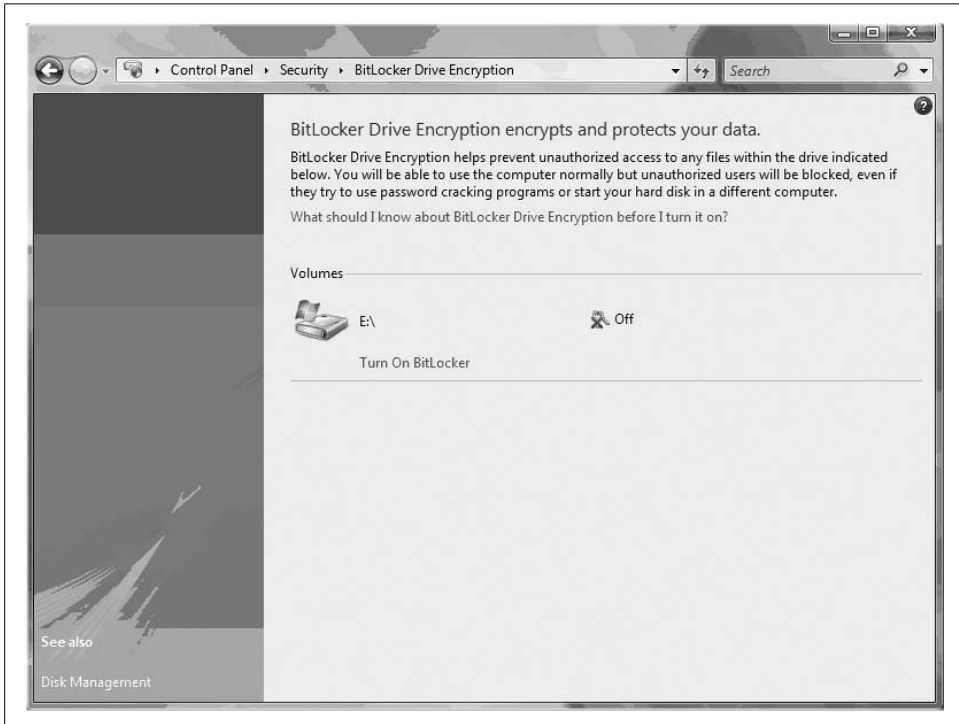 Control Panel ▸ Security ▸ BitLocker Drive Encryption
Search
BitLocker Drive Encryption encrypts and protects your data.
BitLocker Drive Encryption helps prevent unauthorized access to any files within the drive indicated
below. You will be able to use the computer normally but unauthorized users will be blocked, even if
they try to use password cracking programs or start your hard disk in a different computer.
What should I know about BitLocker Drive Encryption before I turn it on?
Volumes
E:\
Off
Turn On BitLocker
See also
Disk Management